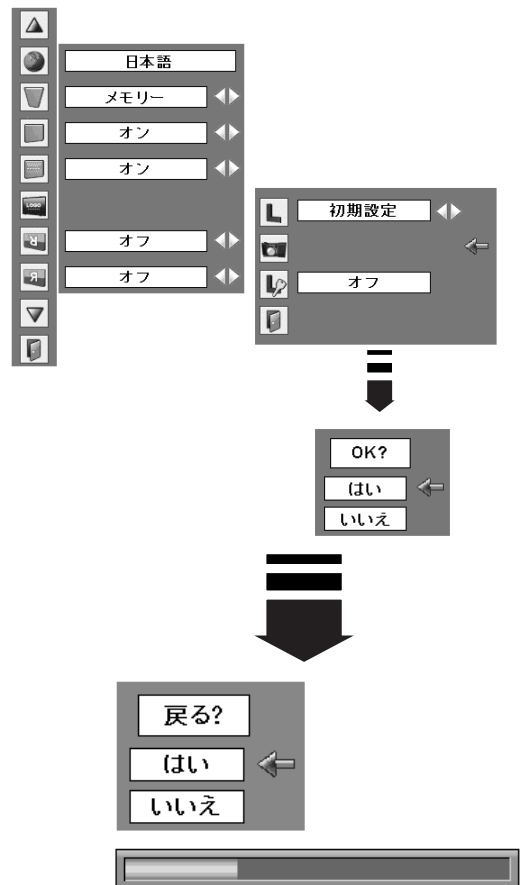 日本語
メモリー
オン
オン
LOGO
オフ
オフ
初期設定
オフ
OK?
はい
いいえ
戻る?
はい
いいえ